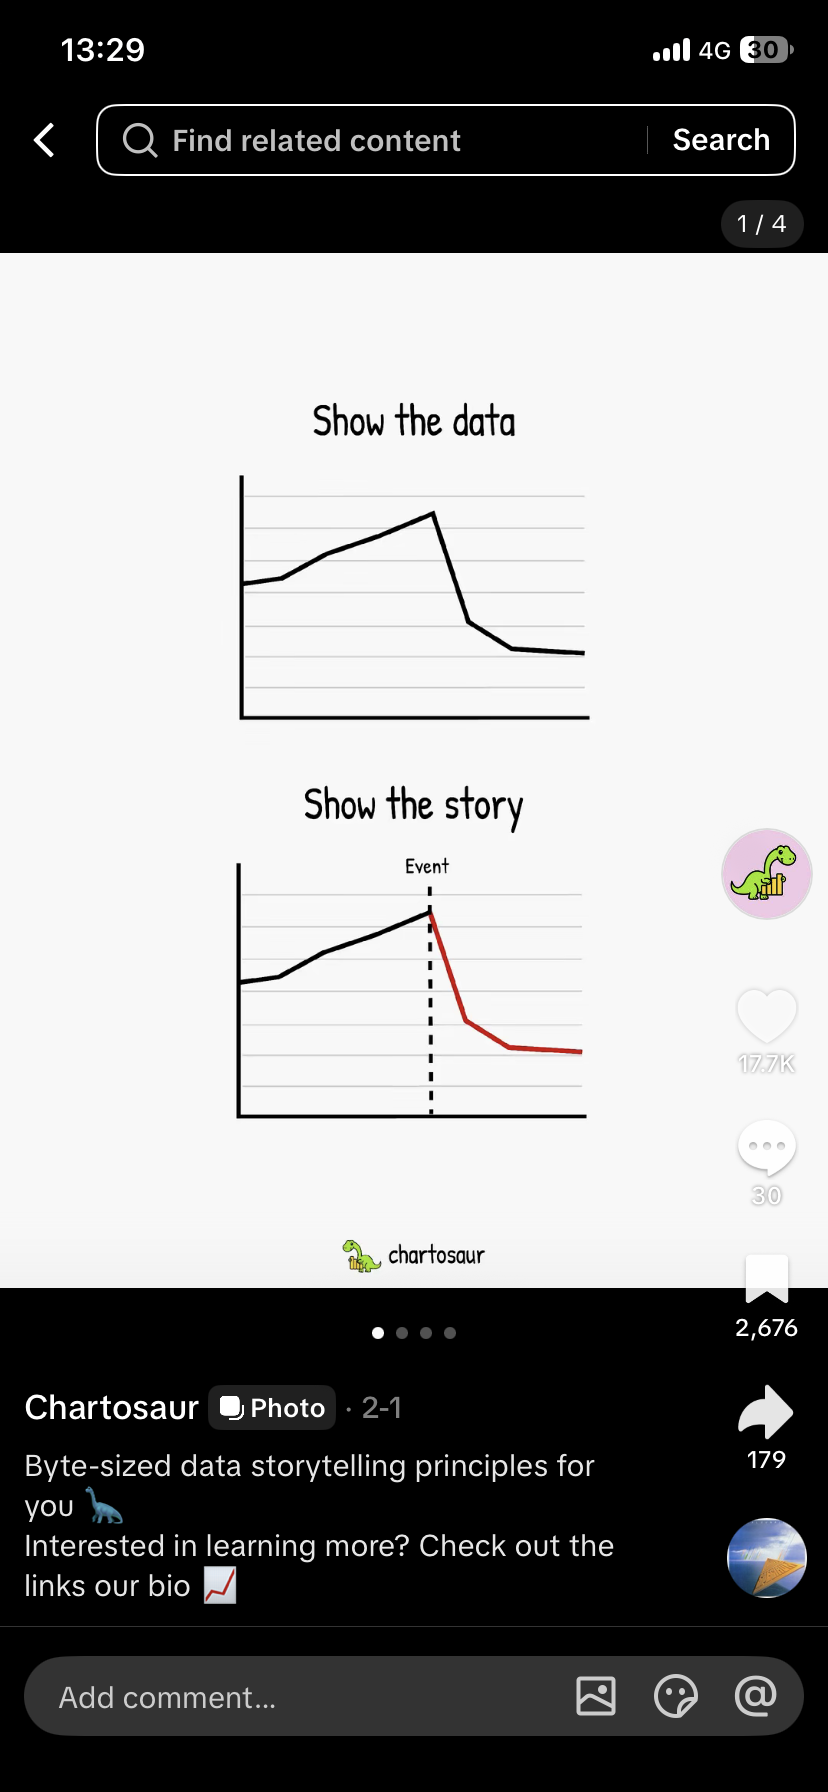 13:29
4G
30
Find related content
Search
1 / 4
Show the data
Show the story
Event
17.7K
30
chartosaur
2,676
Chartosaur
Photo
· 2-1
179
Byte-sized data storytelling principles for
you 🦕
Interested in learning more? Check out the
links our bio 📈
Add comment...